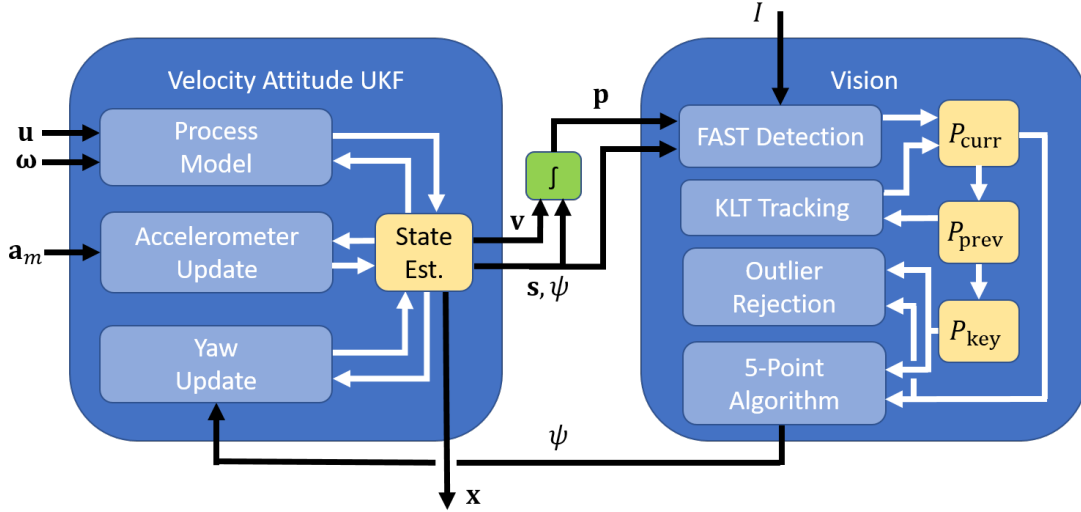 I
Velocity Attitude UKF
Vision
𝐮
𝛚
Process
Model
𝐩
FAST Detection
P_curr
∫
KLT Tracking
𝐚_m
Accelerometer
Update
State
Est.
𝐯
𝐬, ψ
P_prev
Outlier
Rejection
P_key
Yaw
Update
5-Point
Algorithm
ψ
𝐱